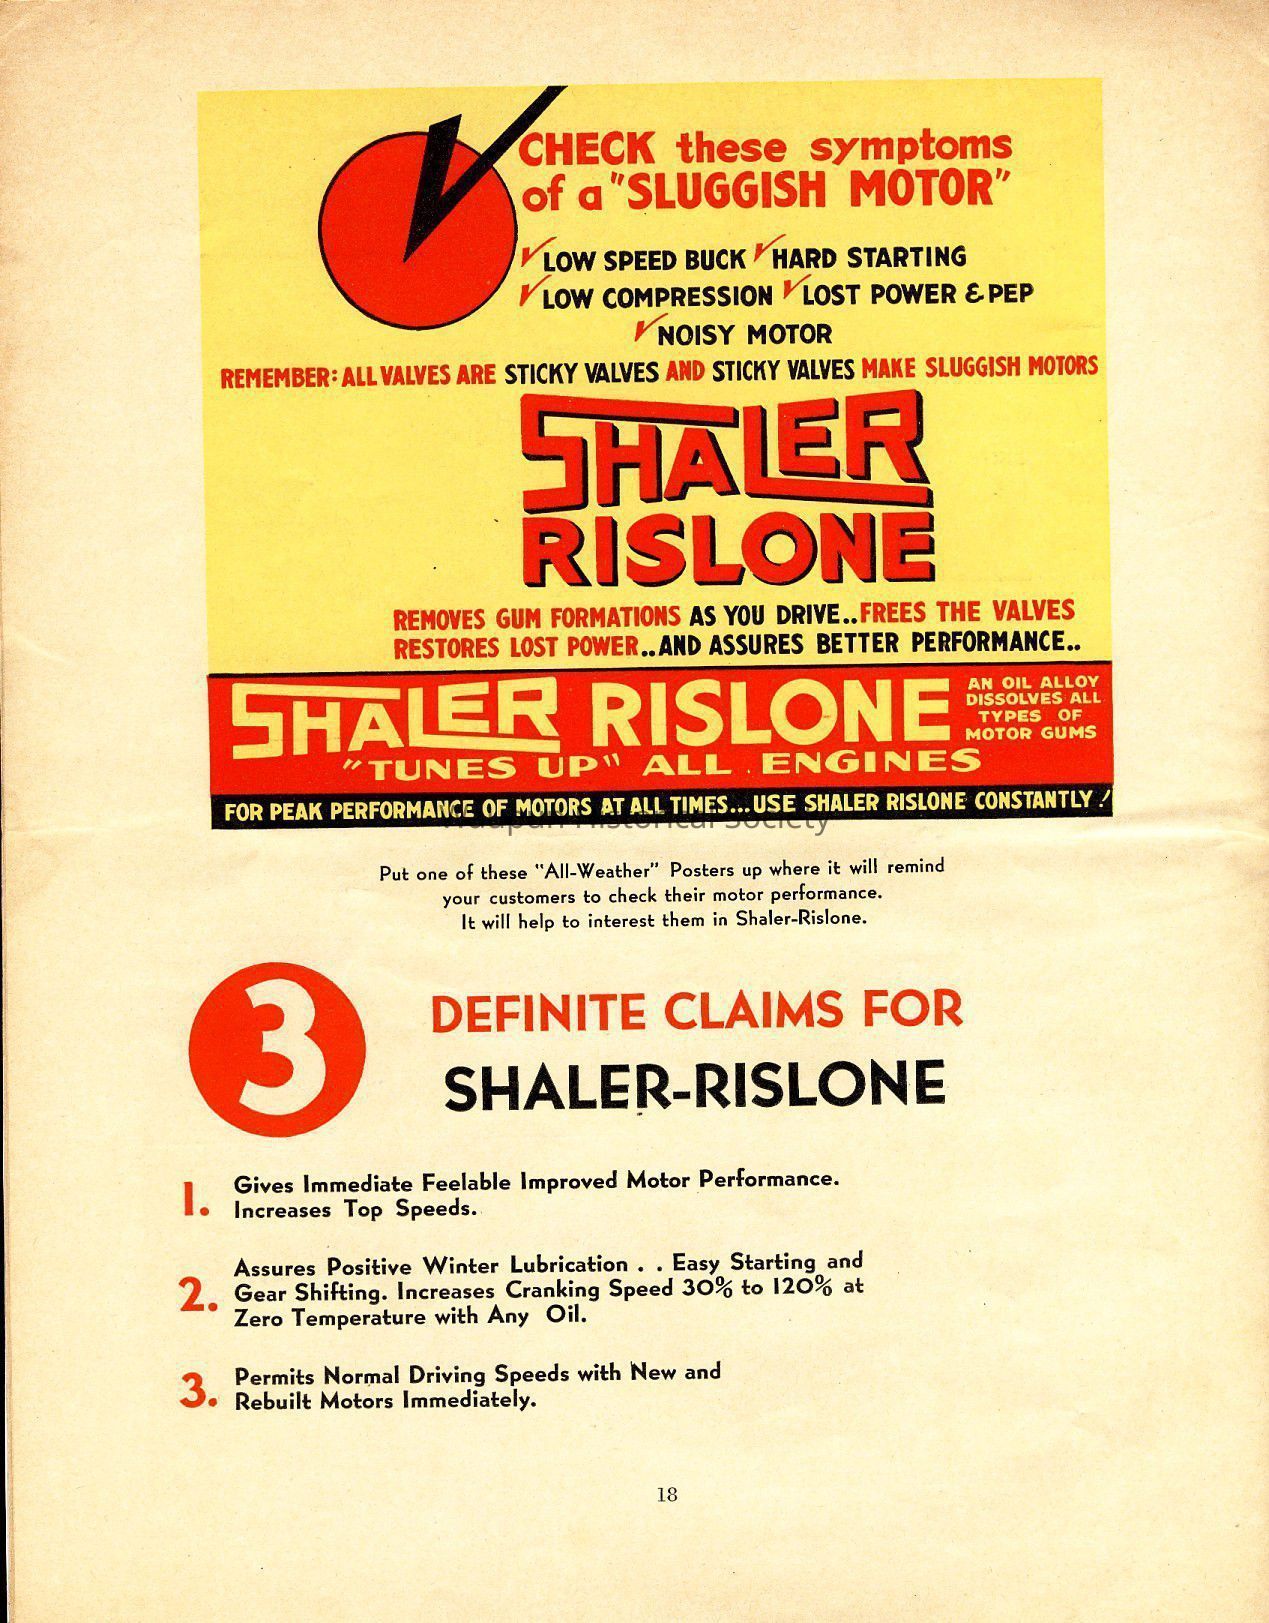 CHECK these symptoms
of a "SLUGGISH MOTOR"
LOW SPEED BUCK HARD STARTING
LOW COMPRESSION LOST POWER & PEP
NOISY MOTOR
REMEMBER: ALL VALVES ARE STICKY VALVES AND STICKY VALVES MAKE SLUGGISH MOTORS
SHALER
RISLONE
REMOVES GUM FORMATIONS AS YOU DRIVE..FREES THE VALVES
RESTORES LOST POWER..AND ASSURES BETTER PERFORMANCE..
SHALER RISLONE
AN OIL ALLOY
DISSOLVES ALL
TYPES OF
MOTOR GUMS
"TUNES UP" ALL ENGINES
FOR PEAK PERFORMANCE OF MOTORS AT ALL TIMES...USE SHALER RISLONE CONSTANTLY!
Historical Society
Put one of these "All-Weather" Posters up where it will remind
your customers to check their motor performance.
It will help to interest them in Shaler-Rislone.
3
DEFINITE CLAIMS FOR
SHALER-RISLONE
1. Gives Immediate Feelable Improved Motor Performance.
Increases Top Speeds.
2. Assures Positive Winter Lubrication . . Easy Starting and
Gear Shifting. Increases Cranking Speed 30% to 120% at
Zero Temperature with Any Oil.
3. Permits Normal Driving Speeds with New and
Rebuilt Motors Immediately.
18